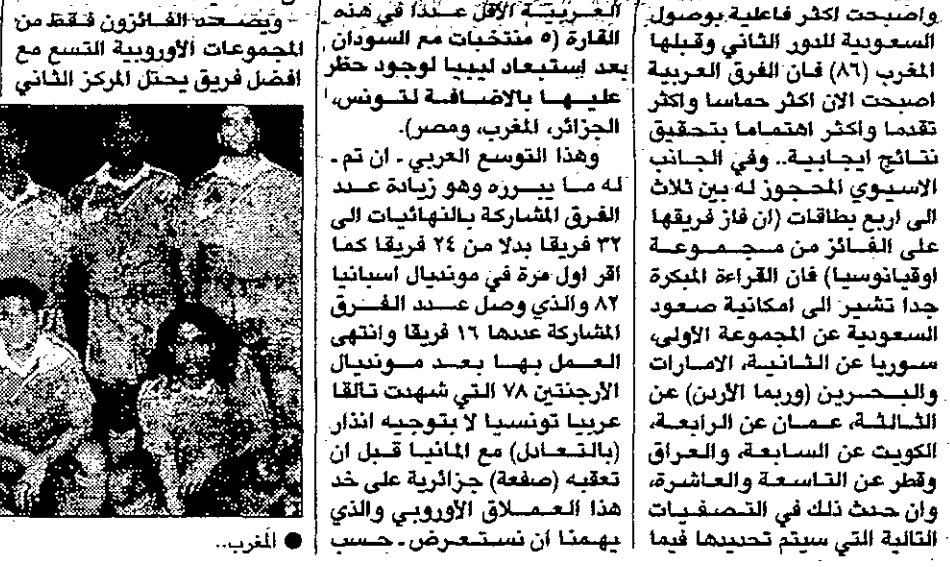 واصبحت اكثر فاعلية بوصول
السعودية للدور الثاني وقبلها
المغرب (٨٦) فان الفرق العربية
اصبحت الان اكثر حماسا واكثر
تقدما واكثر اهتماما بتحقيق
نتائج ايجابية.. وفي الجانب
الاسيوي المحجوز له بين ثلاث
الى اربع بطاقات (ان فاز فريقها
على الفائز من مجموعة
اوقيانوسيا) فان القراءة المبكرة
جدا تشير الى امكانية صعود
السعودية عن المجموعة الاولى،
سوريا عن الثانية، الامارات
والبحرين (وربما الأردن) عن
الثالثة، عمان عن الرابعة،
الكويت عن السابعة، والعراق
وقطر عن التاسعة والعاشرة،
وان حدث ذلك في التصفيات
التالية التي سيتم تحديدها فيما
العربية الأقل عددا في هذه
القارة (٥ منتخبات مع السودان
بعد إستبعاد ليبيا لوجود حظر
عليها بالاضافة لتونس،
الجزائر، المغرب، ومصر).
وهذا التوسع العربي ـ ان تم ـ
له ما يبرره وهو زيادة عدد
الفرق المشاركة بالنهائيات الى
٣٢ فريقا بدلا من ٢٤ فريقا كما
اقر اول مرة في مونديال اسبانيا
٨٢ والذي وصل عدد الفرق
المشاركة عندها ١٦ فريقا وانتهى
العمل بها بعد مونديال
الأرجنتين ٧٨ التي شهدت تألقا
عربيا تونسيا لا بتوجيه انذار
(بالتعادل) مع المانيا قبل ان
تعقبه (صفعة) جزائرية على خد
هذا العملاق الأوروبي والذي
يهمنا ان نستعرض ـ حسب
ـ ويصعد الفائزون فقط من
المجموعات الأوروبية التسع مع
افضل فريق يحتل المركز الثاني
● المغرب..